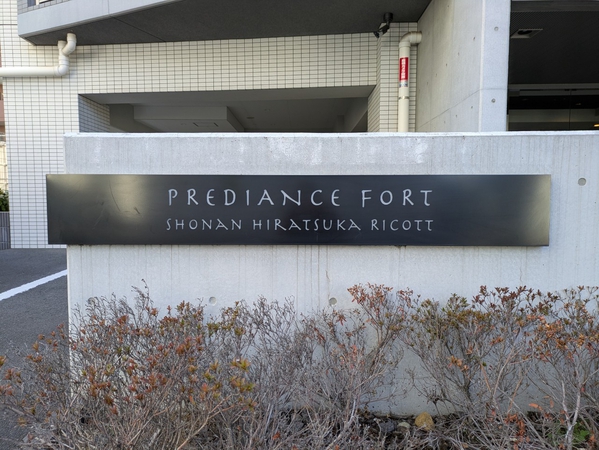 PREDIANCE FORT
SHONAN HIRATSUKA RICOTT